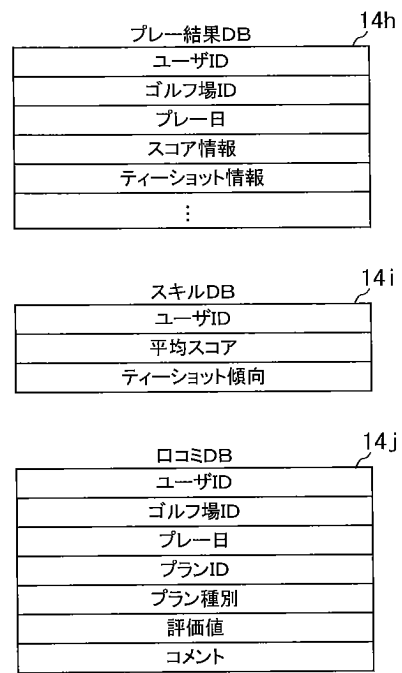 14h
プレー結果DB
ユーザID
ゴルフ場ID
プレー日
スコア情報
ティーショット情報
⋮
14i
スキルDB
ユーザID
平均スコア
ティーショット傾向
14j
口コミDB
ユーザID
ゴルフ場ID
プレー日
プランID
プラン種別
評価値
コメント